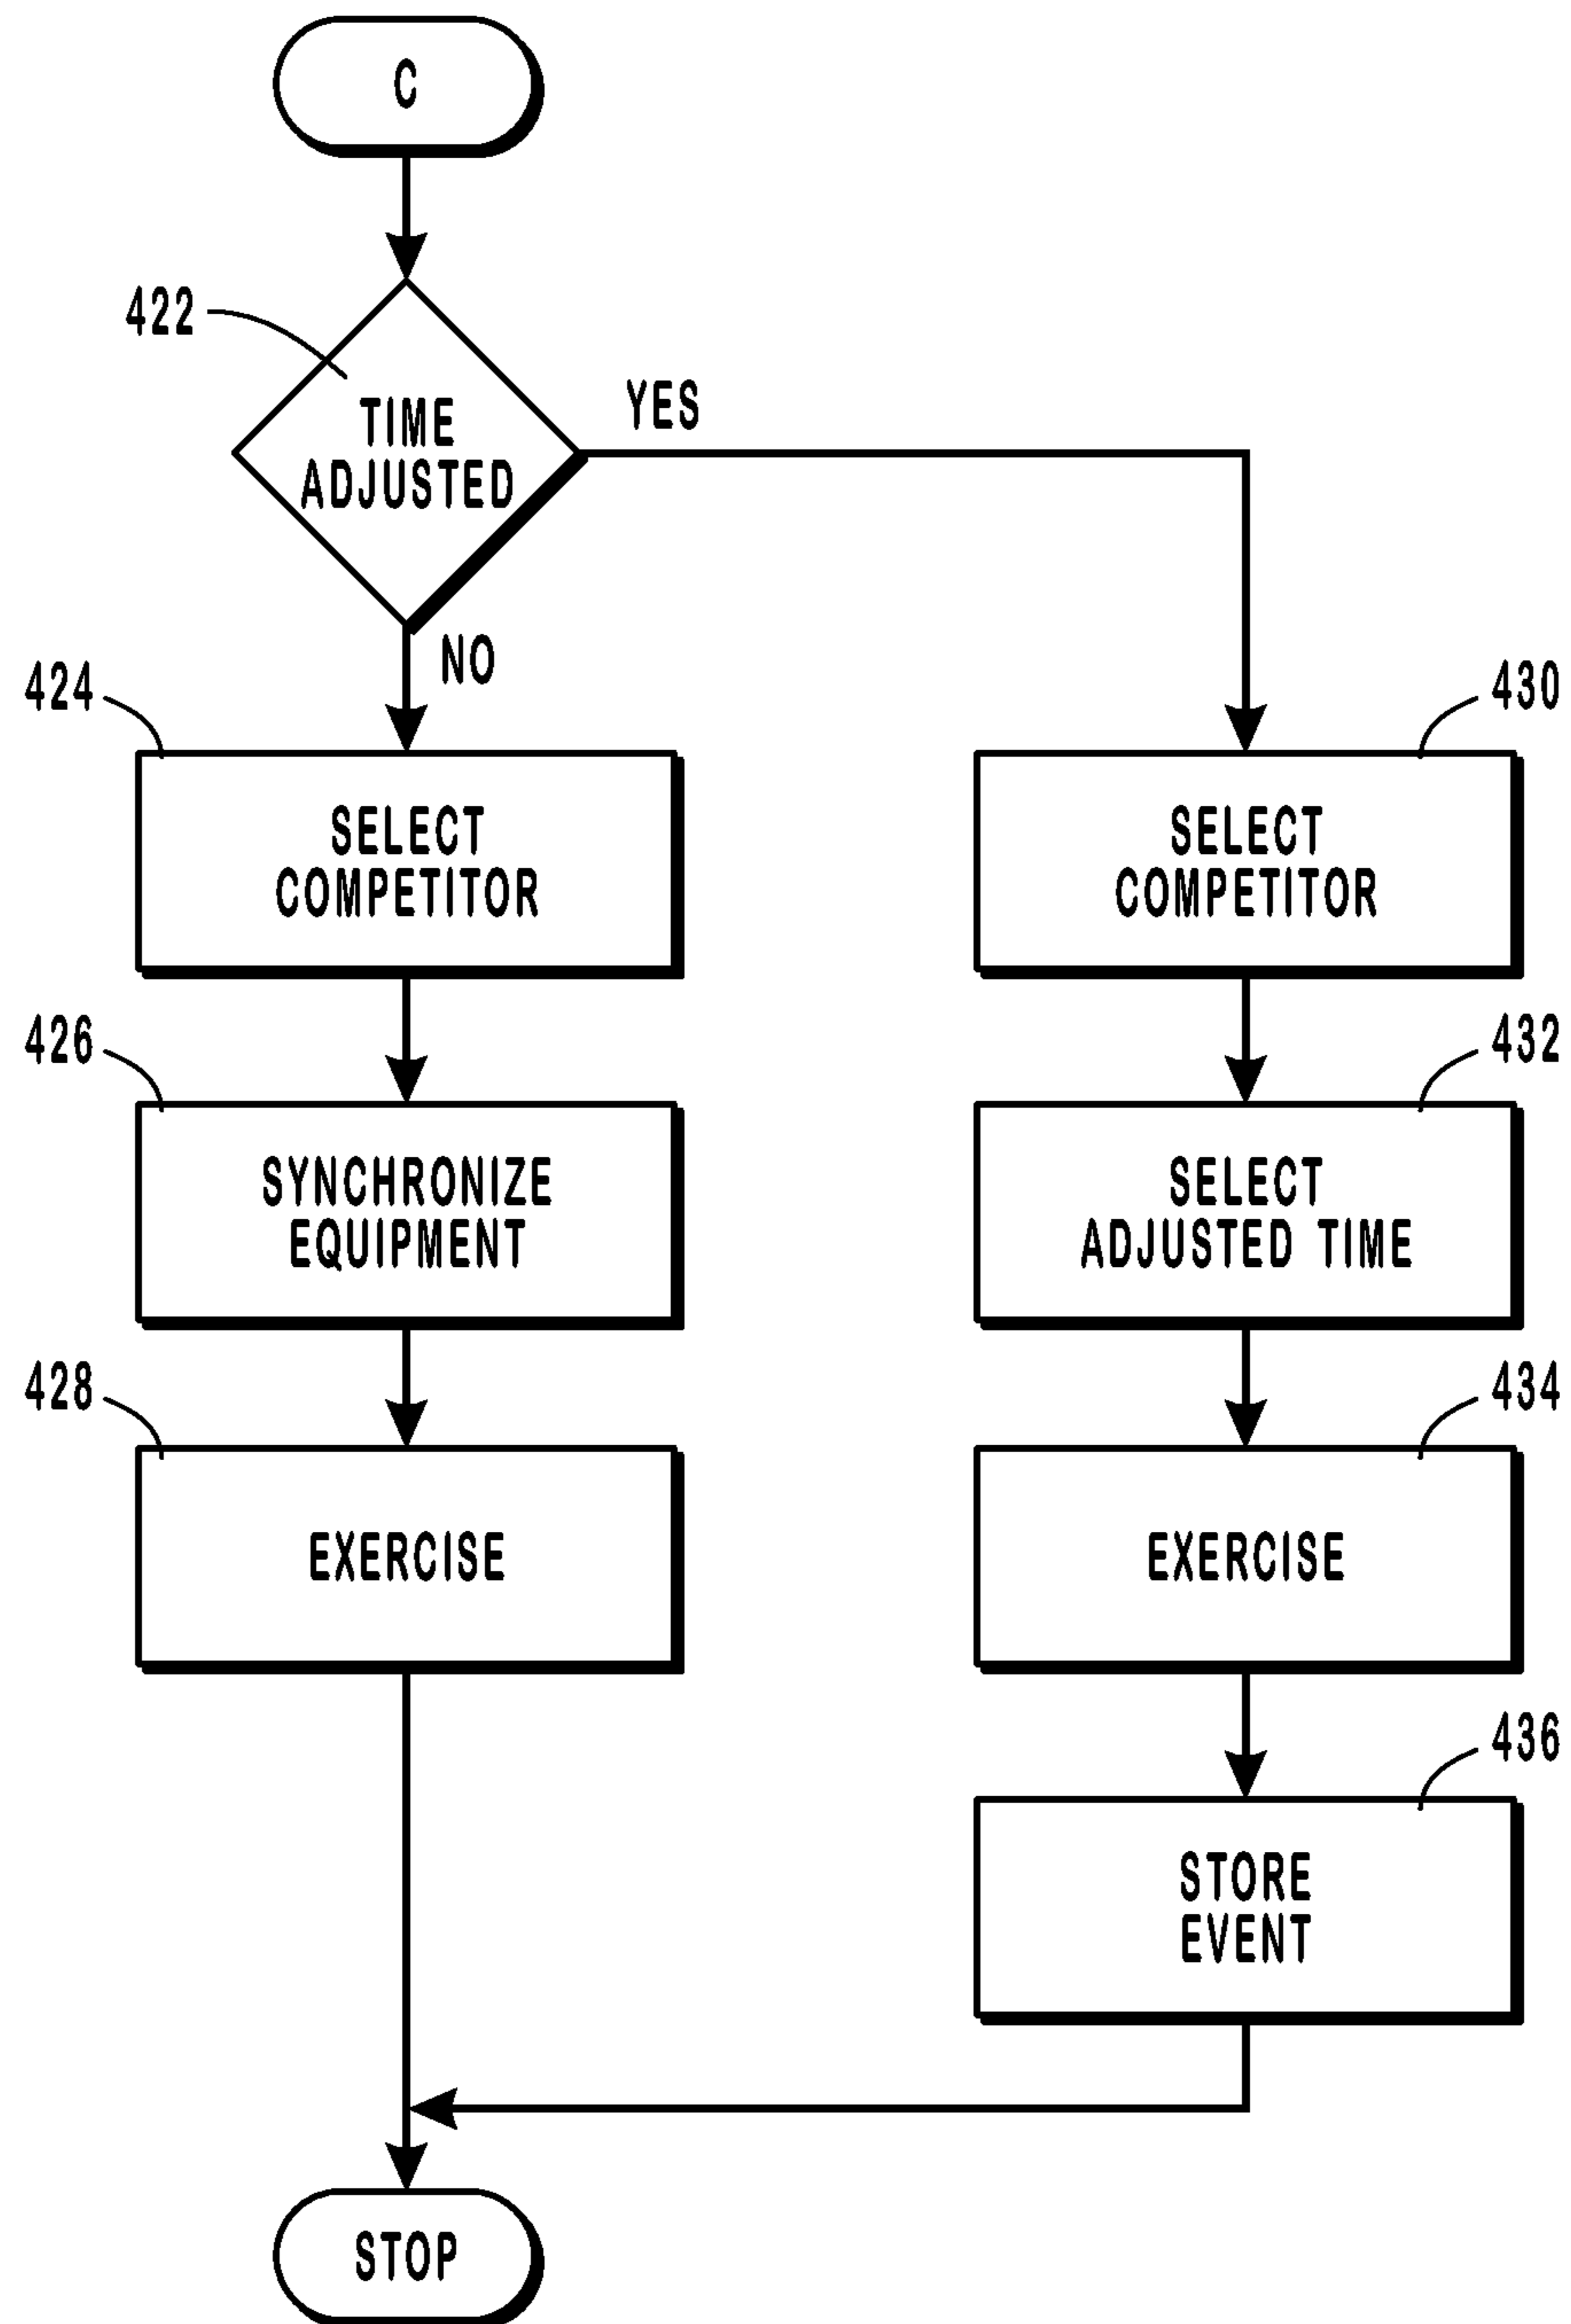 C
422
TIME
ADJUSTED
YES
NO
424
SELECT
COMPETITOR
430
SELECT
COMPETITOR
426
SYNCHRONIZE
EQUIPMENT
432
SELECT
ADJUSTED TIME
428
EXERCISE
434
EXERCISE
436
STORE
EVENT
STOP